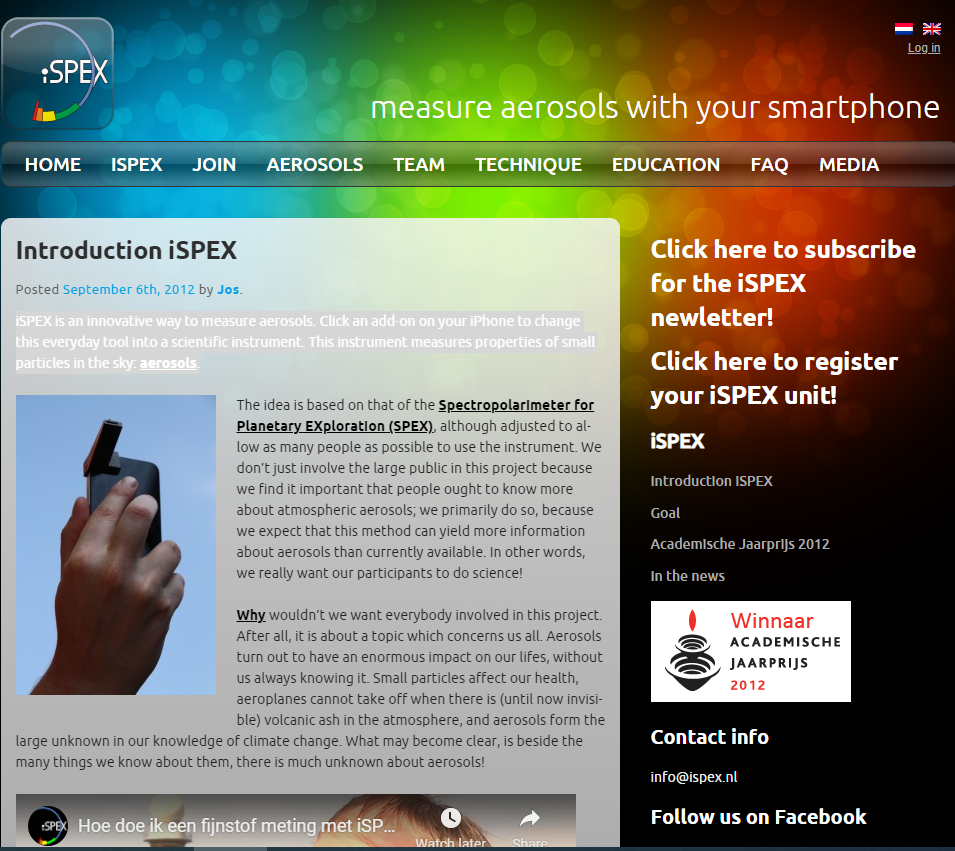 iSPEX
Log in
measure aerosols with your smartphone
HOME ISPEX JOIN AEROSOLS TEAM TECHNIQUE EDUCATION FAQ MEDIA
Introduction iSPEX
Posted September 6th, 2012 by Jos.
iSPEX is an innovative way to measure aerosols. Click an add-on on your iPhone to change
this everyday tool into a scientific instrument. This instrument measures properties of small
particles in the sky: aerosols.
The idea is based on that of the Spectropolarimeter for
Planetary EXploration (SPEX), although adjusted to al-
low as many people as possible to use the instrument. We
don't just involve the large public in this project because
we find it important that people ought to know more
about atmospheric aerosols; we primarily do so, because
we expect that this method can yield more information
about aerosols than currently available. In other words,
we really want our participants to do science!
Why wouldn't we want everybody involved in this project.
After all, it is about a topic which concerns us all. Aerosols
turn out to have an enormous impact on our lifes, without
us always knowing it. Small particles affect our health,
aeroplanes cannot take off when there is (until now invisi-
ble) volcanic ash in the atmosphere, and aerosols form the
large unknown in our knowledge of climate change. What may become clear, is beside the
many things we know about them, there is much unknown about aerosols!
iSPEX
Hoe doe ik een fijnstof meting met iSP...
Watch later
Share
Click here to subscribe
for the iSPEX
newletter!
Click here to register
your iSPEX unit!
iSPEX
Introduction iSPEX
Goal
Academische Jaarprijs 2012
In the news
Winnaar
ACADEMISCHE
JAARPRIJS
2012
Contact info
info@ispex.nl
Follow us on Facebook